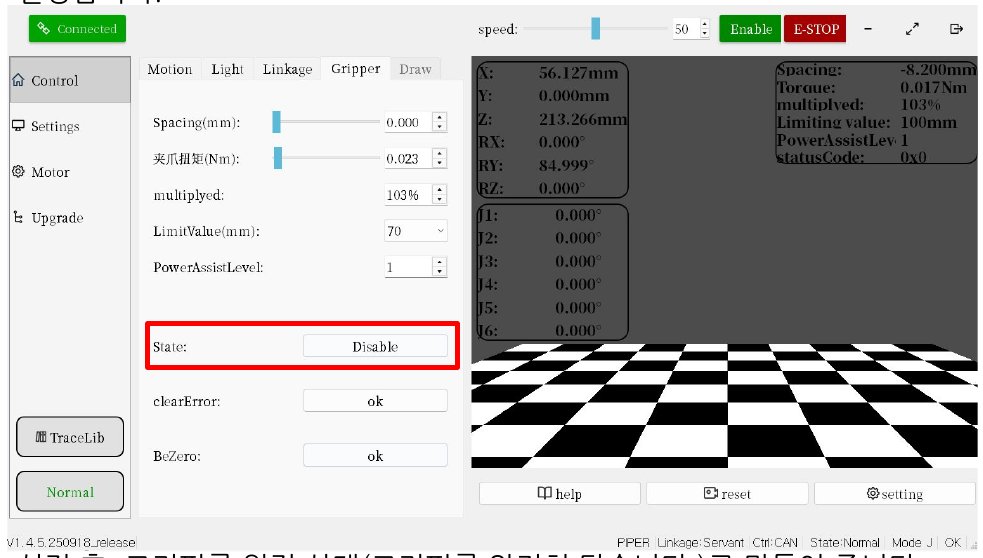 Connected
speed:
50
Enable
E-STOP
Control
Settings
Motor
Upgrade
TraceLib
Normal
Motion Light Linkage Gripper Draw
Spacing(mm): 0.000
夹爪扭矩(Nm): 0.023
multiplyed: 103%
LimitValue(mm): 70
PowerAssistLevel: 1
State: Disable
clearError: ok
BeZero: ok
X: 56.127mm
Y: 0.000mm
Z: 213.266mm
RX: 0.000°
RY: 84.999°
RZ: 0.000°
J1: 0.000°
J2: 0.000°
J3: 0.000°
J4: 0.000°
J5: 0.000°
J6: 0.000°
Spacing: -8.200mm
Torque: 0.017Nm
multiplyed: 103%
Limiting value: 100mm
PowerAssistLev 1
statusCode: 0x0
help
reset
setting
V1.4.5.250918_release
PIPER Linkage:Servant Ctrl:CAN State:Normal Mode J OK